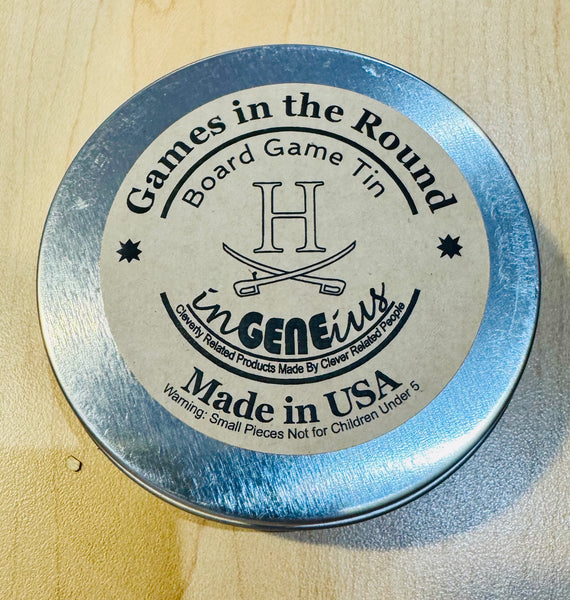 Games in the Round
Board Game Tin
H
inGENEius
Cleverly Related Products Made By Clever Related People
Made in USA
Warning: Small Pieces Not for Children Under 5